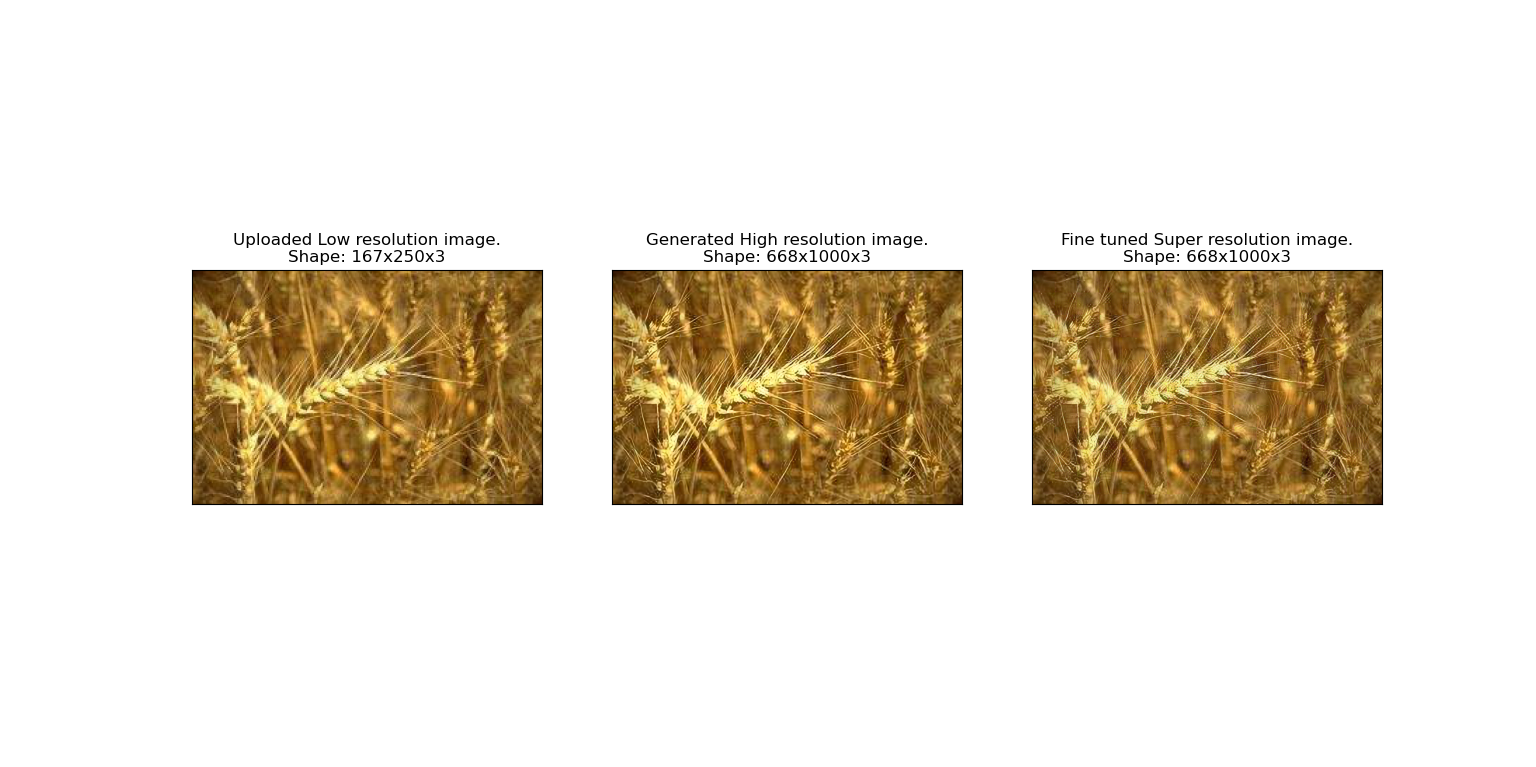 Uploaded Low resolution image.
Shape: 167x250x3
Generated High resolution image.
Shape: 668x1000x3
Fine tuned Super resolution image.
Shape: 668x1000x3